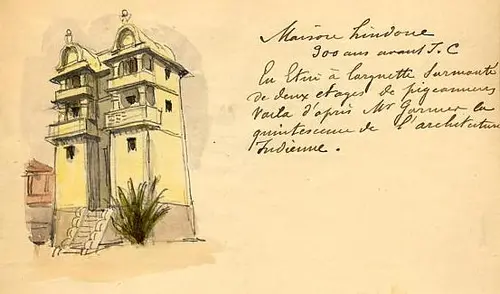 Maison hindoue
300 ans avant J. C
En Etui à lorgnette surmonté
de deux étages de pigeonniers
Voila d'après Mr Garnier la
quintescence de l'architecture
Indienne.